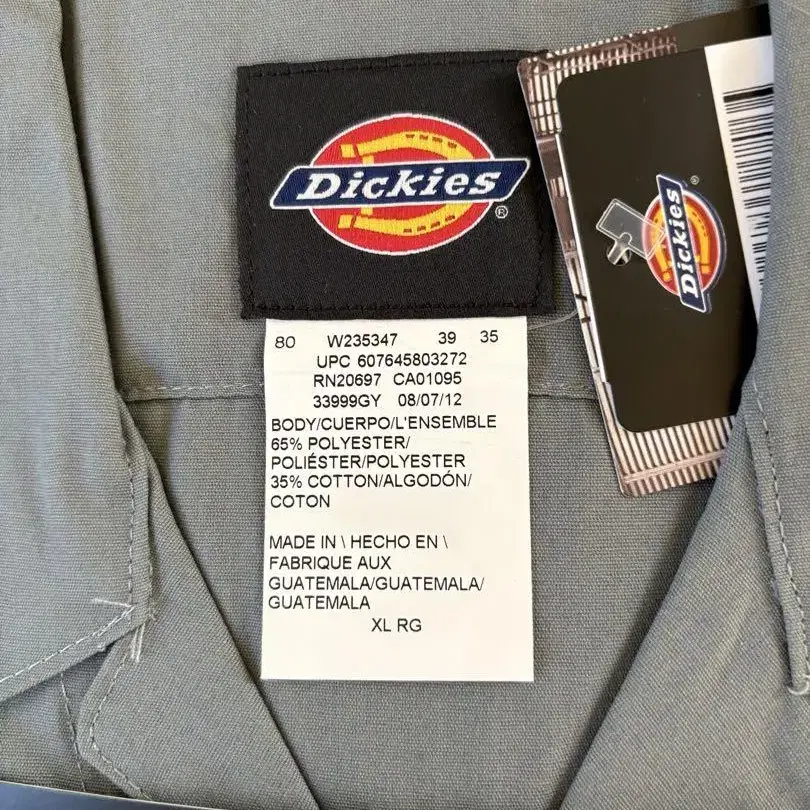 Dickies®
Dickies®
80 W235347 39 35
UPC 607645803272
RN20697 CA01095
33999GY 08/07/12
BODY/CUERPO/L'ENSEMBLE
65% POLYESTER/
POLIÉSTER/POLYESTER
35% COTTON/ALGODÓN/
COTON
MADE IN \ HECHO EN \
FABRIQUE AUX
GUATEMALA/GUATEMALA/
GUATEMALA
XL RG